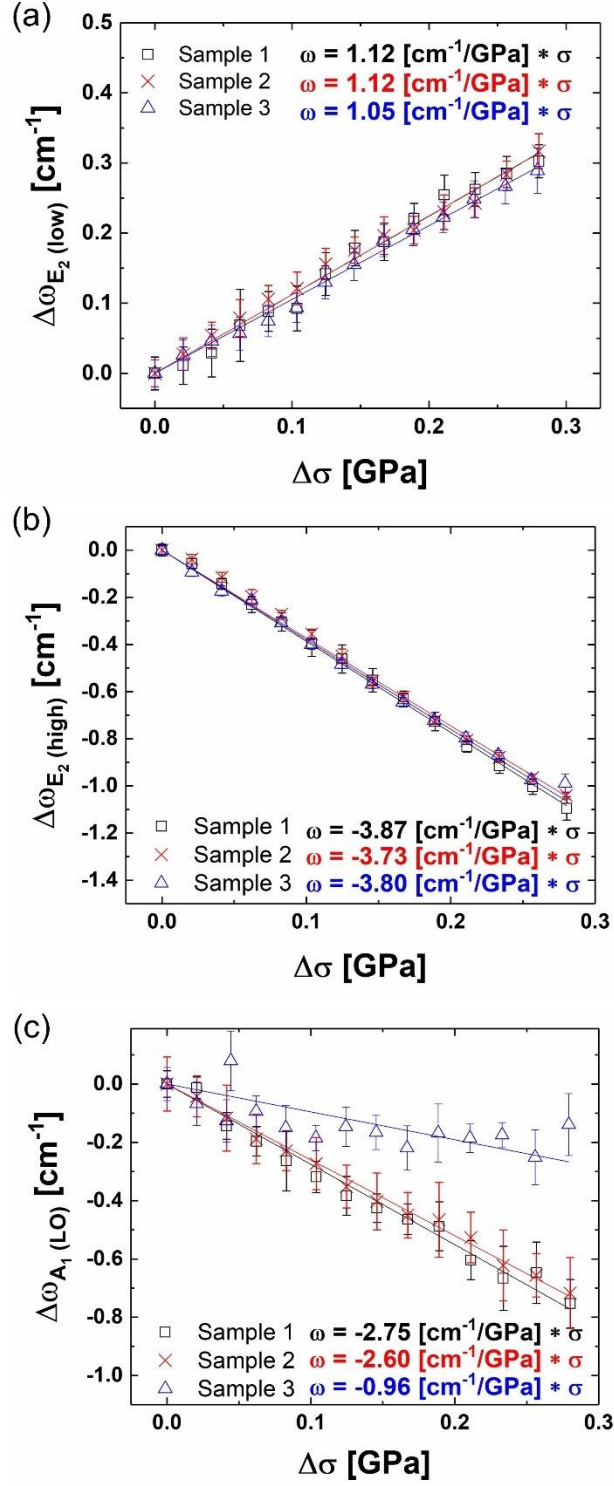 (a)
0.5
0.4
0.3
0.2
0.1
0.0
Sample 1 ω = 1.12 [cm⁻¹/GPa] * σ
Sample 2 ω = 1.12 [cm⁻¹/GPa] * σ
Sample 3 ω = 1.05 [cm⁻¹/GPa] * σ
Δω_E₂ (low) [cm⁻¹]
0.0 0.1 0.2 0.3
Δσ [GPa]
(b)
0.0
-0.2
-0.4
-0.6
-0.8
-1.0
-1.2
-1.4
Δω_E₂ (high) [cm⁻¹]
Sample 1 ω = -3.87 [cm⁻¹/GPa] * σ
Sample 2 ω = -3.73 [cm⁻¹/GPa] * σ
Sample 3 ω = -3.80 [cm⁻¹/GPa] * σ
0.0 0.1 0.2 0.3
Δσ [GPa]
(c)
0.0
-0.2
-0.4
-0.6
-0.8
-1.0
Δω_A₁ (LO) [cm⁻¹]
Sample 1 ω = -2.75 [cm⁻¹/GPa] * σ
Sample 2 ω = -2.60 [cm⁻¹/GPa] * σ
Sample 3 ω = -0.96 [cm⁻¹/GPa] * σ
0.0 0.1 0.2 0.3
Δσ [GPa]